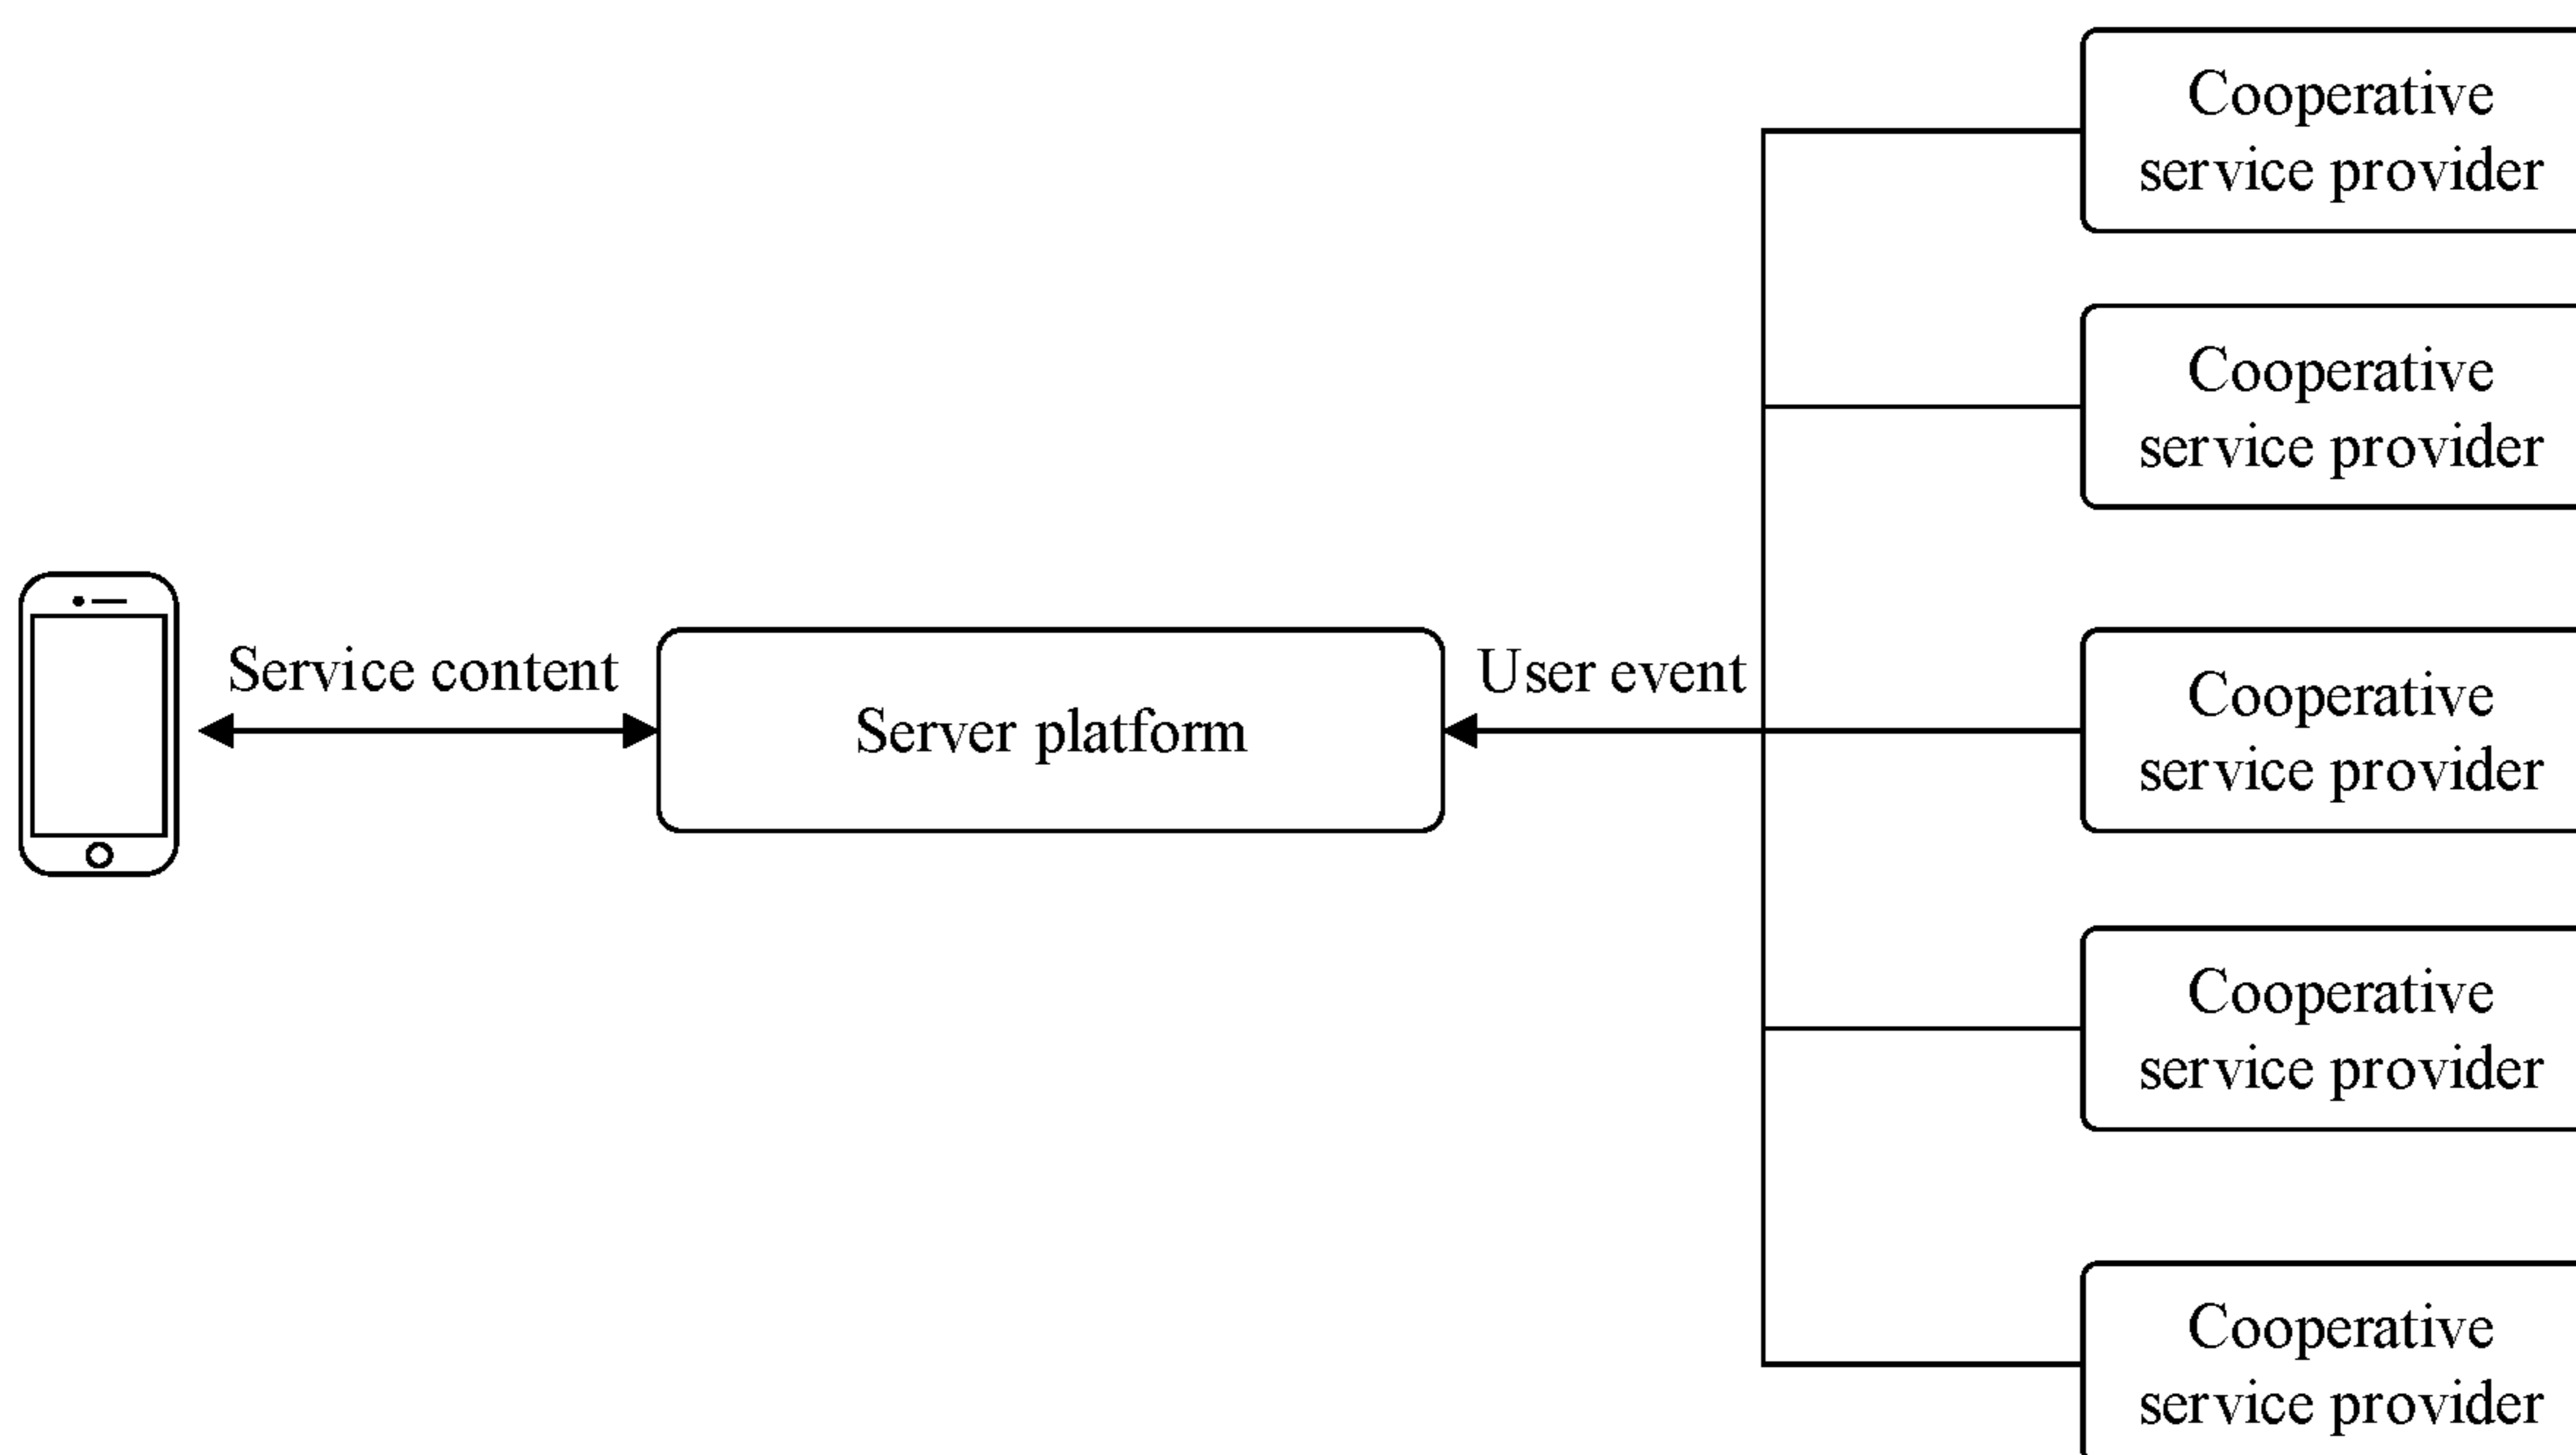 Cooperative
service provider
Cooperative
service provider
Service content
Server platform
User event
Cooperative
service provider
Cooperative
service provider
Cooperative
service provider